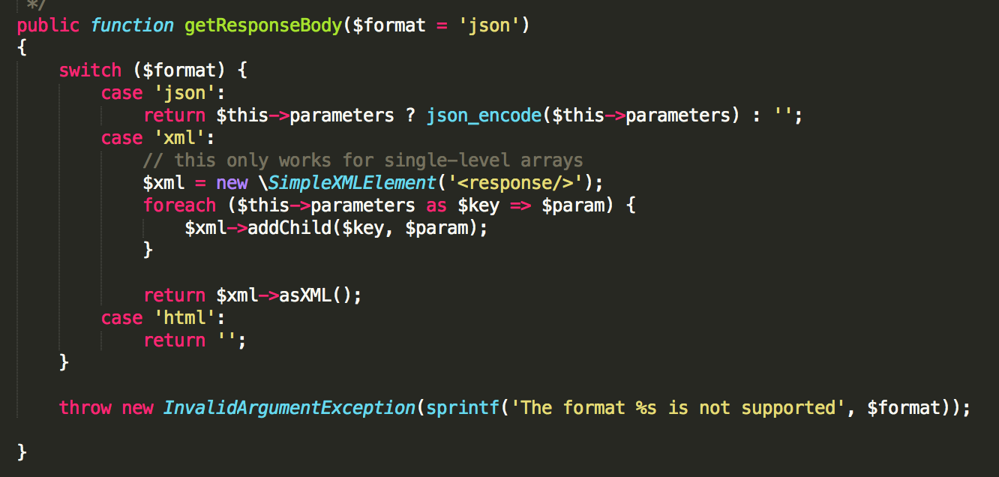 */
public function getResponseBody($format = 'json')
{
switch ($format) {
case 'json':
return $this->parameters ? json_encode($this->parameters) : '';
case 'xml':
// this only works for single-level arrays
$xml = new \SimpleXMLElement('<response/>');
foreach ($this->parameters as $key => $param) {
$xml->addChild($key, $param);
}
return $xml->asXML();
case 'html':
return '';
}
throw new InvalidArgumentException(sprintf('The format %s is not supported', $format));
}